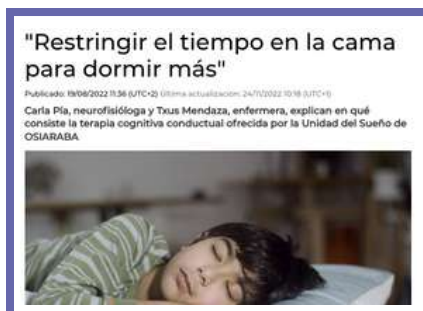 "Restringir el tiempo en la cama
para dormir más"
Publicado: 19/08/2022 11:36 (UTC+2) Última actualización: 24/11/2022 10:18 (UTC+1)
Carla Pía, neurofisióloga y Txus Mendaza, enfermera, explican en qué
consiste la terapia cognitiva conductual ofrecida por la Unidad del Sueño de
OSIARABA